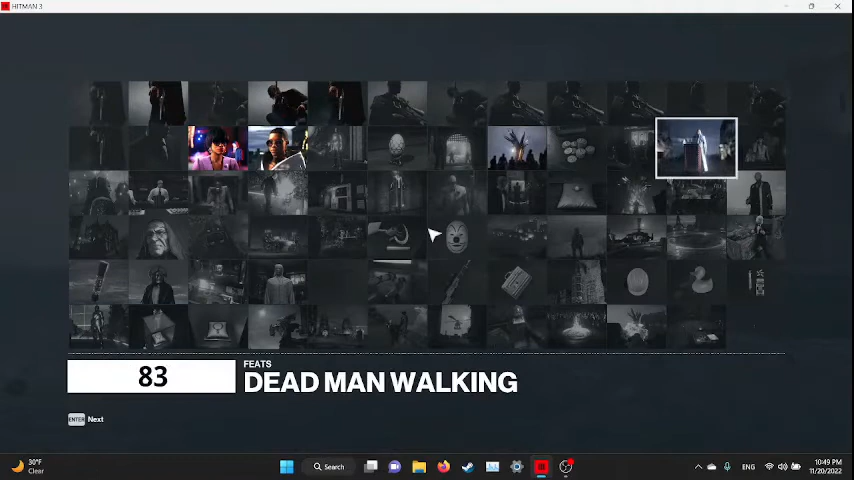 HITMAN 3
FEATS
83
DEAD MAN WALKING
ENTER Next
30°F
Clear
Search
ENG
10:49 PM
11/20/2022